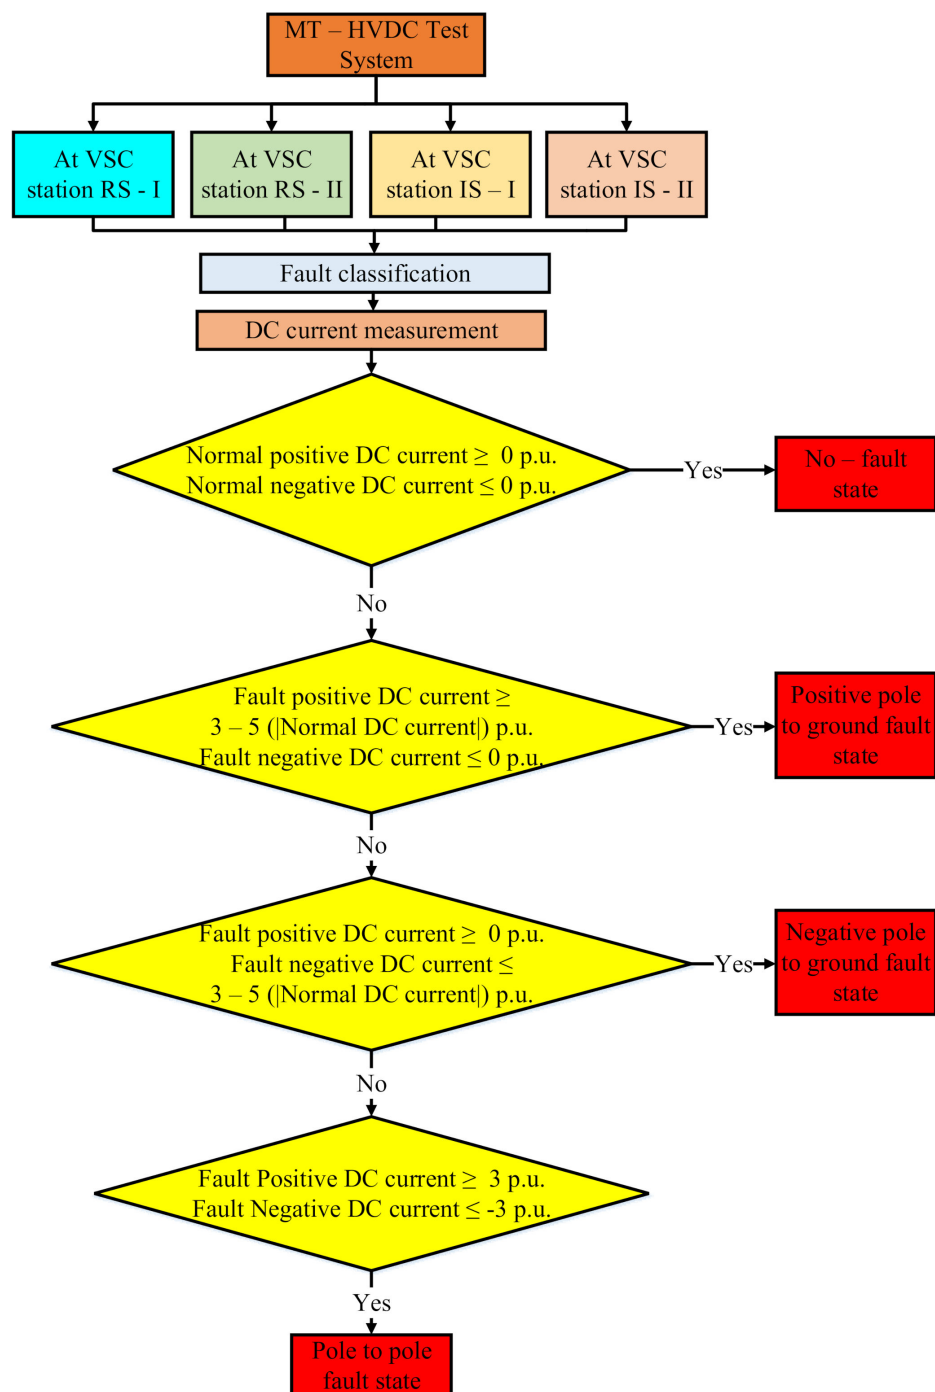 MT – HVDC Test
System
At VSC
station RS - I
At VSC
station RS - II
At VSC
station IS – I
At VSC
station IS - II
Fault classification
DC current measurement
Normal positive DC current ≥ 0 p.u.
Normal negative DC current ≤ 0 p.u.
Yes
No – fault
state
No
Fault positive DC current ≥
3 – 5 (|Normal DC current|) p.u.
Fault negative DC current ≤ 0 p.u.
Yes
Positive pole
to ground fault
state
No
Fault positive DC current ≥ 0 p.u.
Fault negative DC current ≤
3 – 5 (|Normal DC current|) p.u.
Yes
Negative pole
to ground fault
state
No
Fault Positive DC current ≥ 3 p.u.
Fault Negative DC current ≤ -3 p.u.
Yes
Pole to pole
fault state